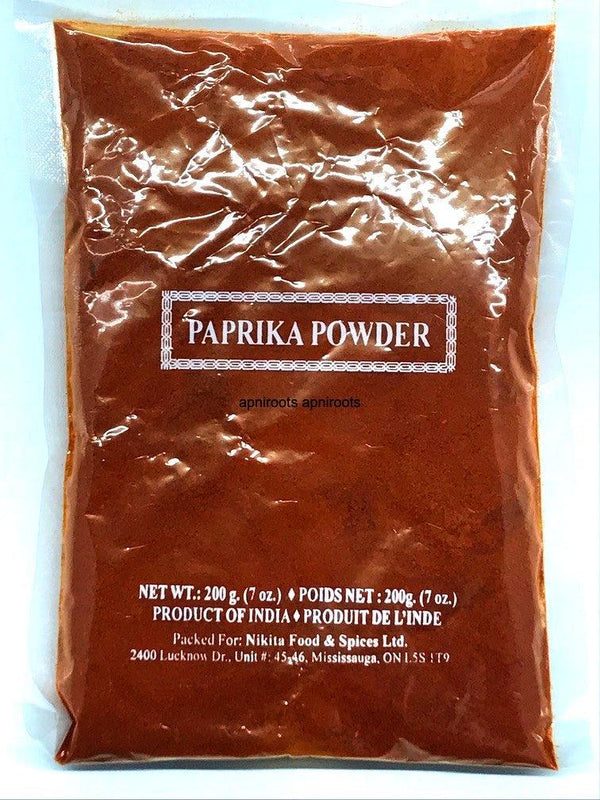 PAPRIKA POWDER
apniroots apniroots
NET WT.: 200 g. (7 oz.) ♦ POIDS NET : 200g. (7 oz.)
PRODUCT OF INDIA ♦ PRODUIT DE L'INDE
Packed For: Nikita Food & Spices Ltd.
2400 Lucknow Dr., Unit #: 45-46, Mississauga, ON L5S 1T9